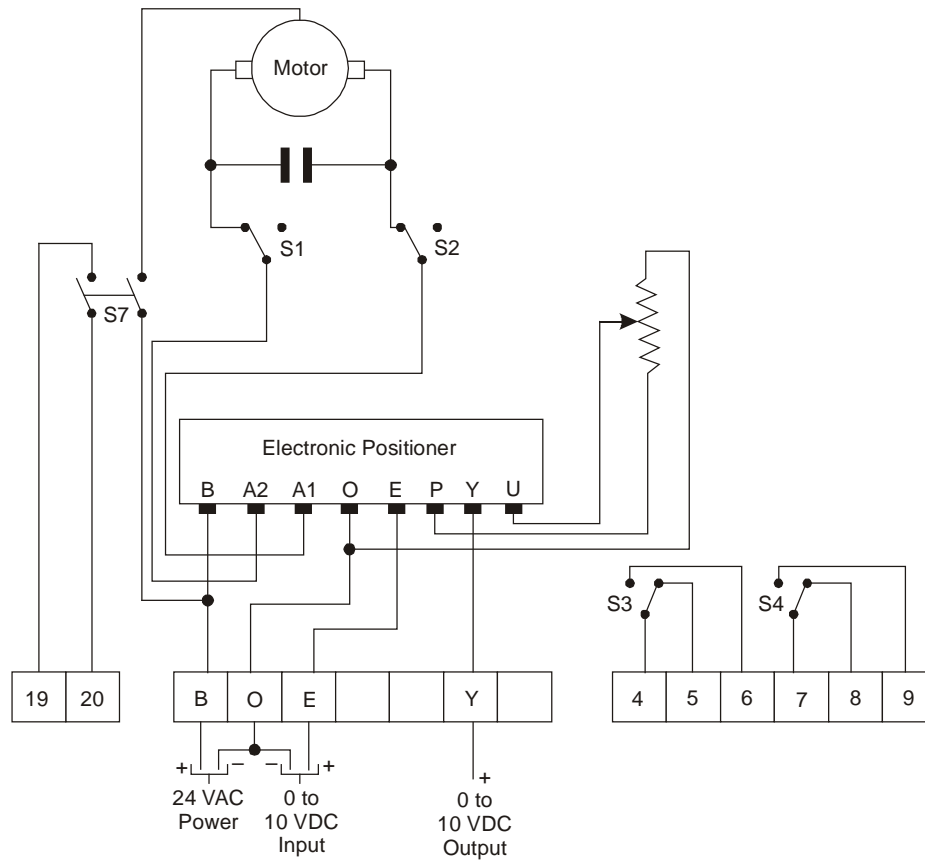 Motor
S1
S2
S7
Electronic Positioner
B A2 A1 O E P Y U
S3
S4
19 20
B O E Y
4 5 6 7 8 9
+ – – +
24 VAC
Power
0 to
10 VDC
Input
+
0 to
10 VDC
Output